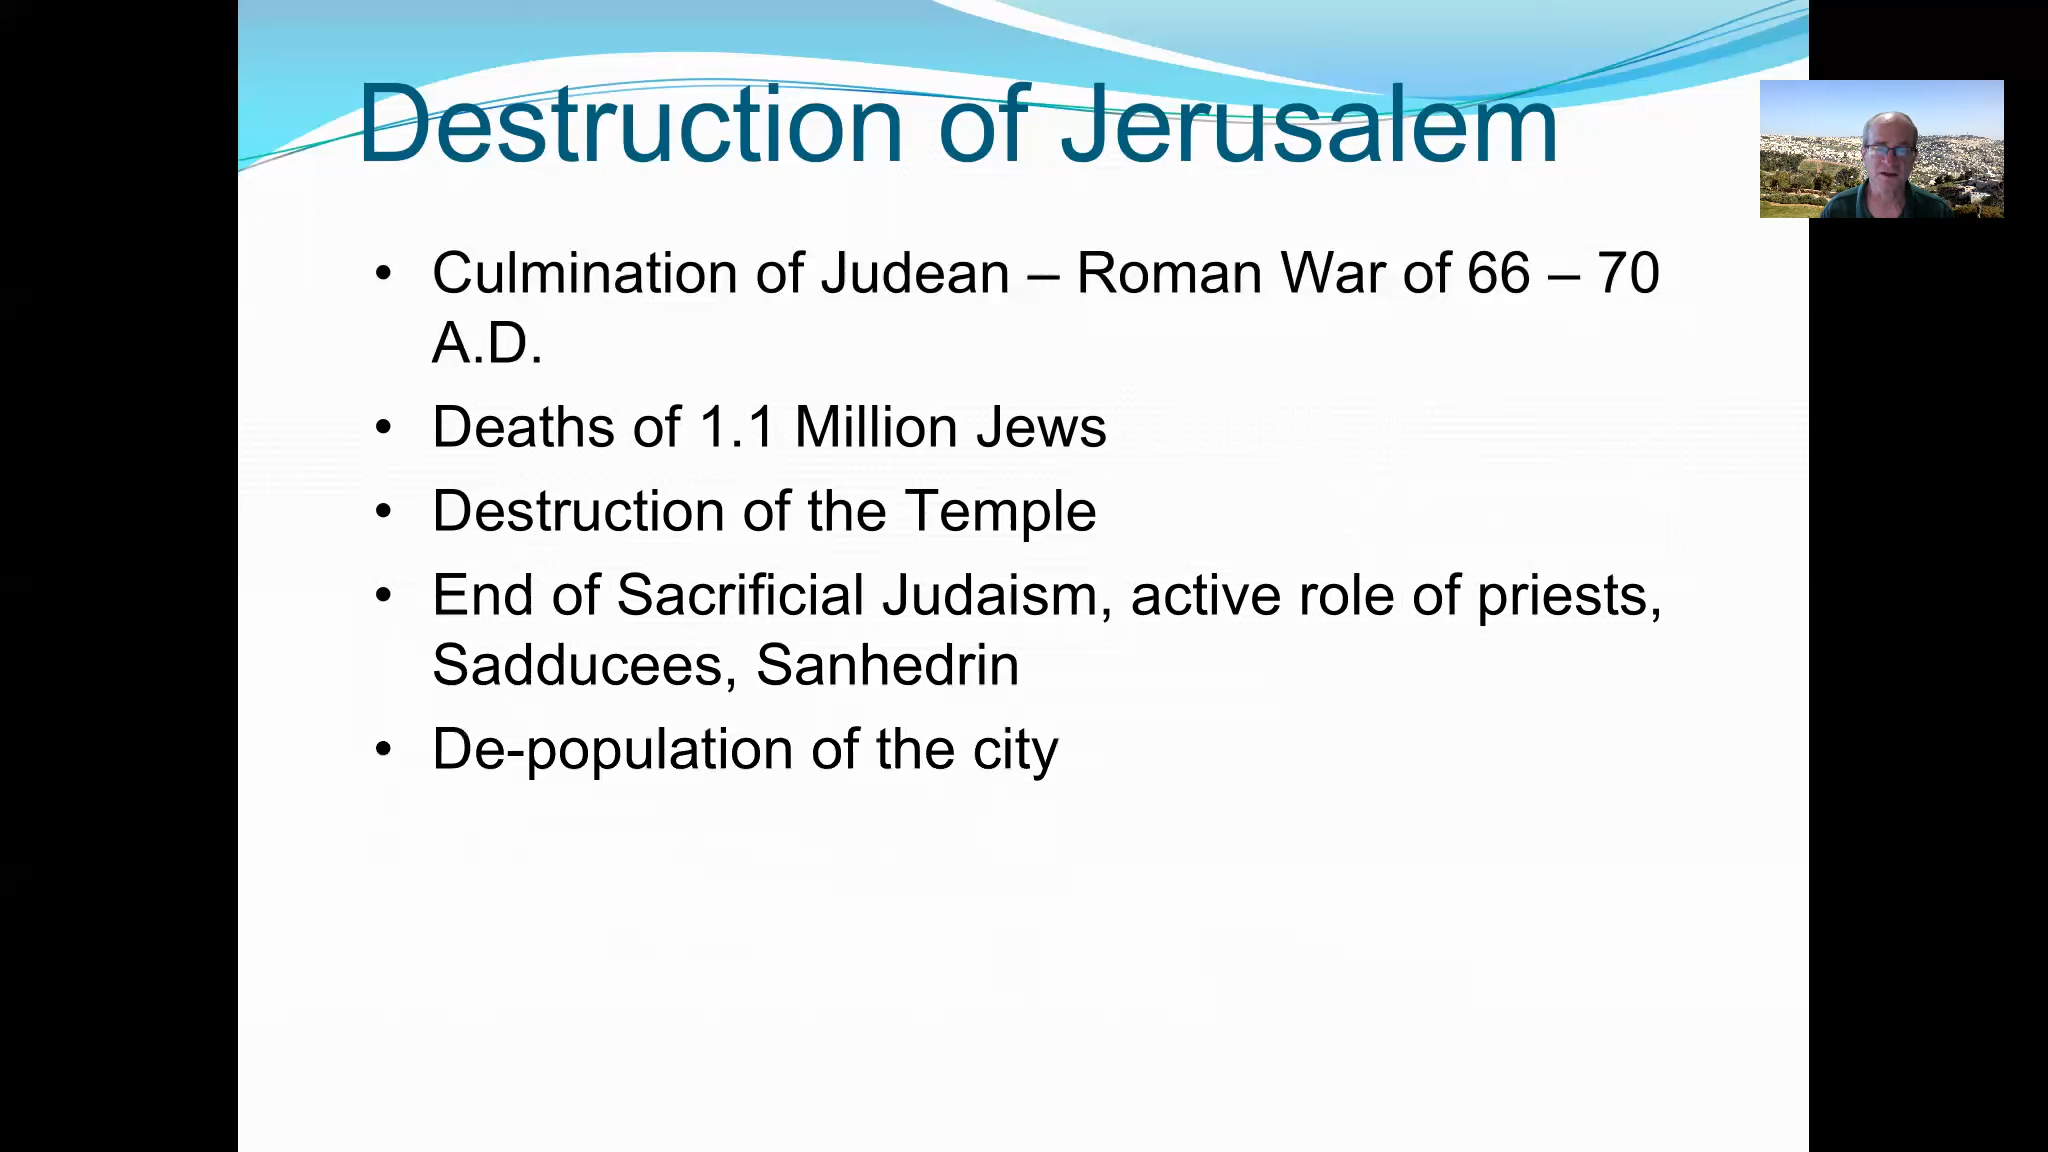 Destruction of Jerusalem
• Culmination of Judean – Roman War of 66 – 70
A.D.
• Deaths of 1.1 Million Jews
• Destruction of the Temple
• End of Sacrificial Judaism, active role of priests,
Sadducees, Sanhedrin
• De-population of the city